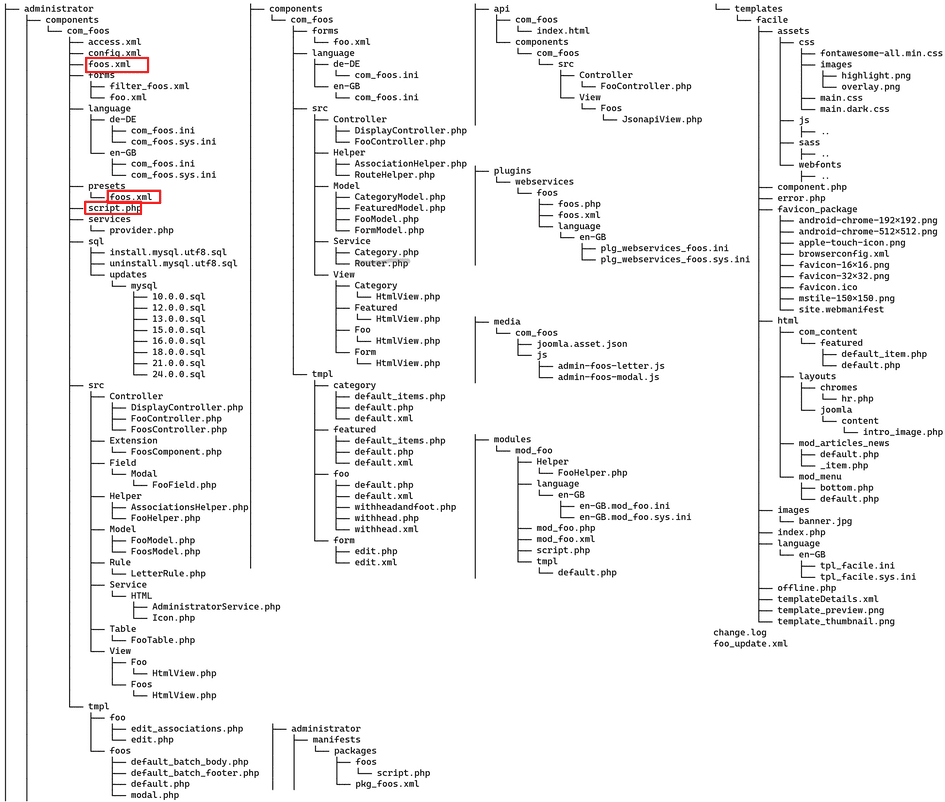 administrator
components
com_foos
access.xml
config.xml
foos.xml
forms
filter_foos.xml
foo.xml
language
de-DE
com_foos.ini
com_foos.sys.ini
en-GB
com_foos.ini
com_foos.sys.ini
presets
foos.xml
script.php
services
provider.php
sql
install.mysql.utf8.sql
uninstall.mysql.utf8.sql
updates
mysql
10.0.0.sql
12.0.0.sql
13.0.0.sql
15.0.0.sql
16.0.0.sql
18.0.0.sql
21.0.0.sql
24.0.0.sql
src
Controller
DisplayController.php
FooController.php
FoosController.php
Extension
FoosComponent.php
Field
Modal
FooField.php
Helper
AssociationsHelper.php
FooHelper.php
Model
FooModel.php
FoosModel.php
Rule
LetterRule.php
Service
HTML
AdministratorService.php
Icon.php
Table
FooTable.php
View
Foo
HtmlView.php
Foos
HtmlView.php
tmpl
foo
edit_associations.php
edit.php
foos
default_batch_body.php
default_batch_footer.php
default.php
modal.php
components
com_foos
forms
foo.xml
language
de-DE
com_foos.ini
en-GB
com_foos.ini
src
Controller
DisplayController.php
FooController.php
Helper
AssociationHelper.php
RouteHelper.php
Model
CategoryModel.php
FeaturedModel.php
FooModel.php
FormModel.php
Service
Category.php
Router.php
View
Category
HtmlView.php
Featured
HtmlView.php
Foo
HtmlView.php
Form
HtmlView.php
tmpl
category
default_items.php
default.php
default.xml
featured
default_items.php
default.php
default.xml
foo
default.php
default.xml
withheadandfoot.php
withhead.php
withhead.xml
form
edit.php
edit.xml
administrator
manifests
packages
foos
script.php
pkg_foos.xml
api
com_foos
index.html
components
com_foos
src
Controller
FooController.php
View
Foos
JsonapiView.php
plugins
webservices
foos
foos.php
foos.xml
language
en-GB
plg_webservices_foos.ini
plg_webservices_foos.sys.ini
media
com_foos
joomla.asset.json
js
admin-foos-letter.js
admin-foos-modal.js
modules
mod_foo
Helper
FooHelper.php
language
en-GB
en-GB.mod_foo.ini
en-GB.mod_foo.sys.ini
mod_foo.php
mod_foo.xml
script.php
tmpl
default.php
templates
facile
assets
css
fontawesome-all.min.css
images
highlight.png
overlay.png
main.css
main.dark.css
js
..
sass
..
webfonts
..
component.php
error.php
favicon_package
android-chrome-192×192.png
android-chrome-512×512.png
apple-touch-icon.png
browserconfig.xml
favicon-16×16.png
favicon-32×32.png
favicon.ico
mstile-150×150.png
site.webmanifest
html
com_content
featured
default_item.php
default.php
layouts
chromes
hr.php
joomla
content
intro_image.php
mod_articles_news
default.php
_item.php
mod_menu
bottom.php
default.php
images
banner.jpg
index.php
language
en-GB
tpl_facile.ini
tpl_facile.sys.ini
offline.php
templateDetails.xml
template_preview.png
template_thumbnail.png
change.log
foo_update.xml